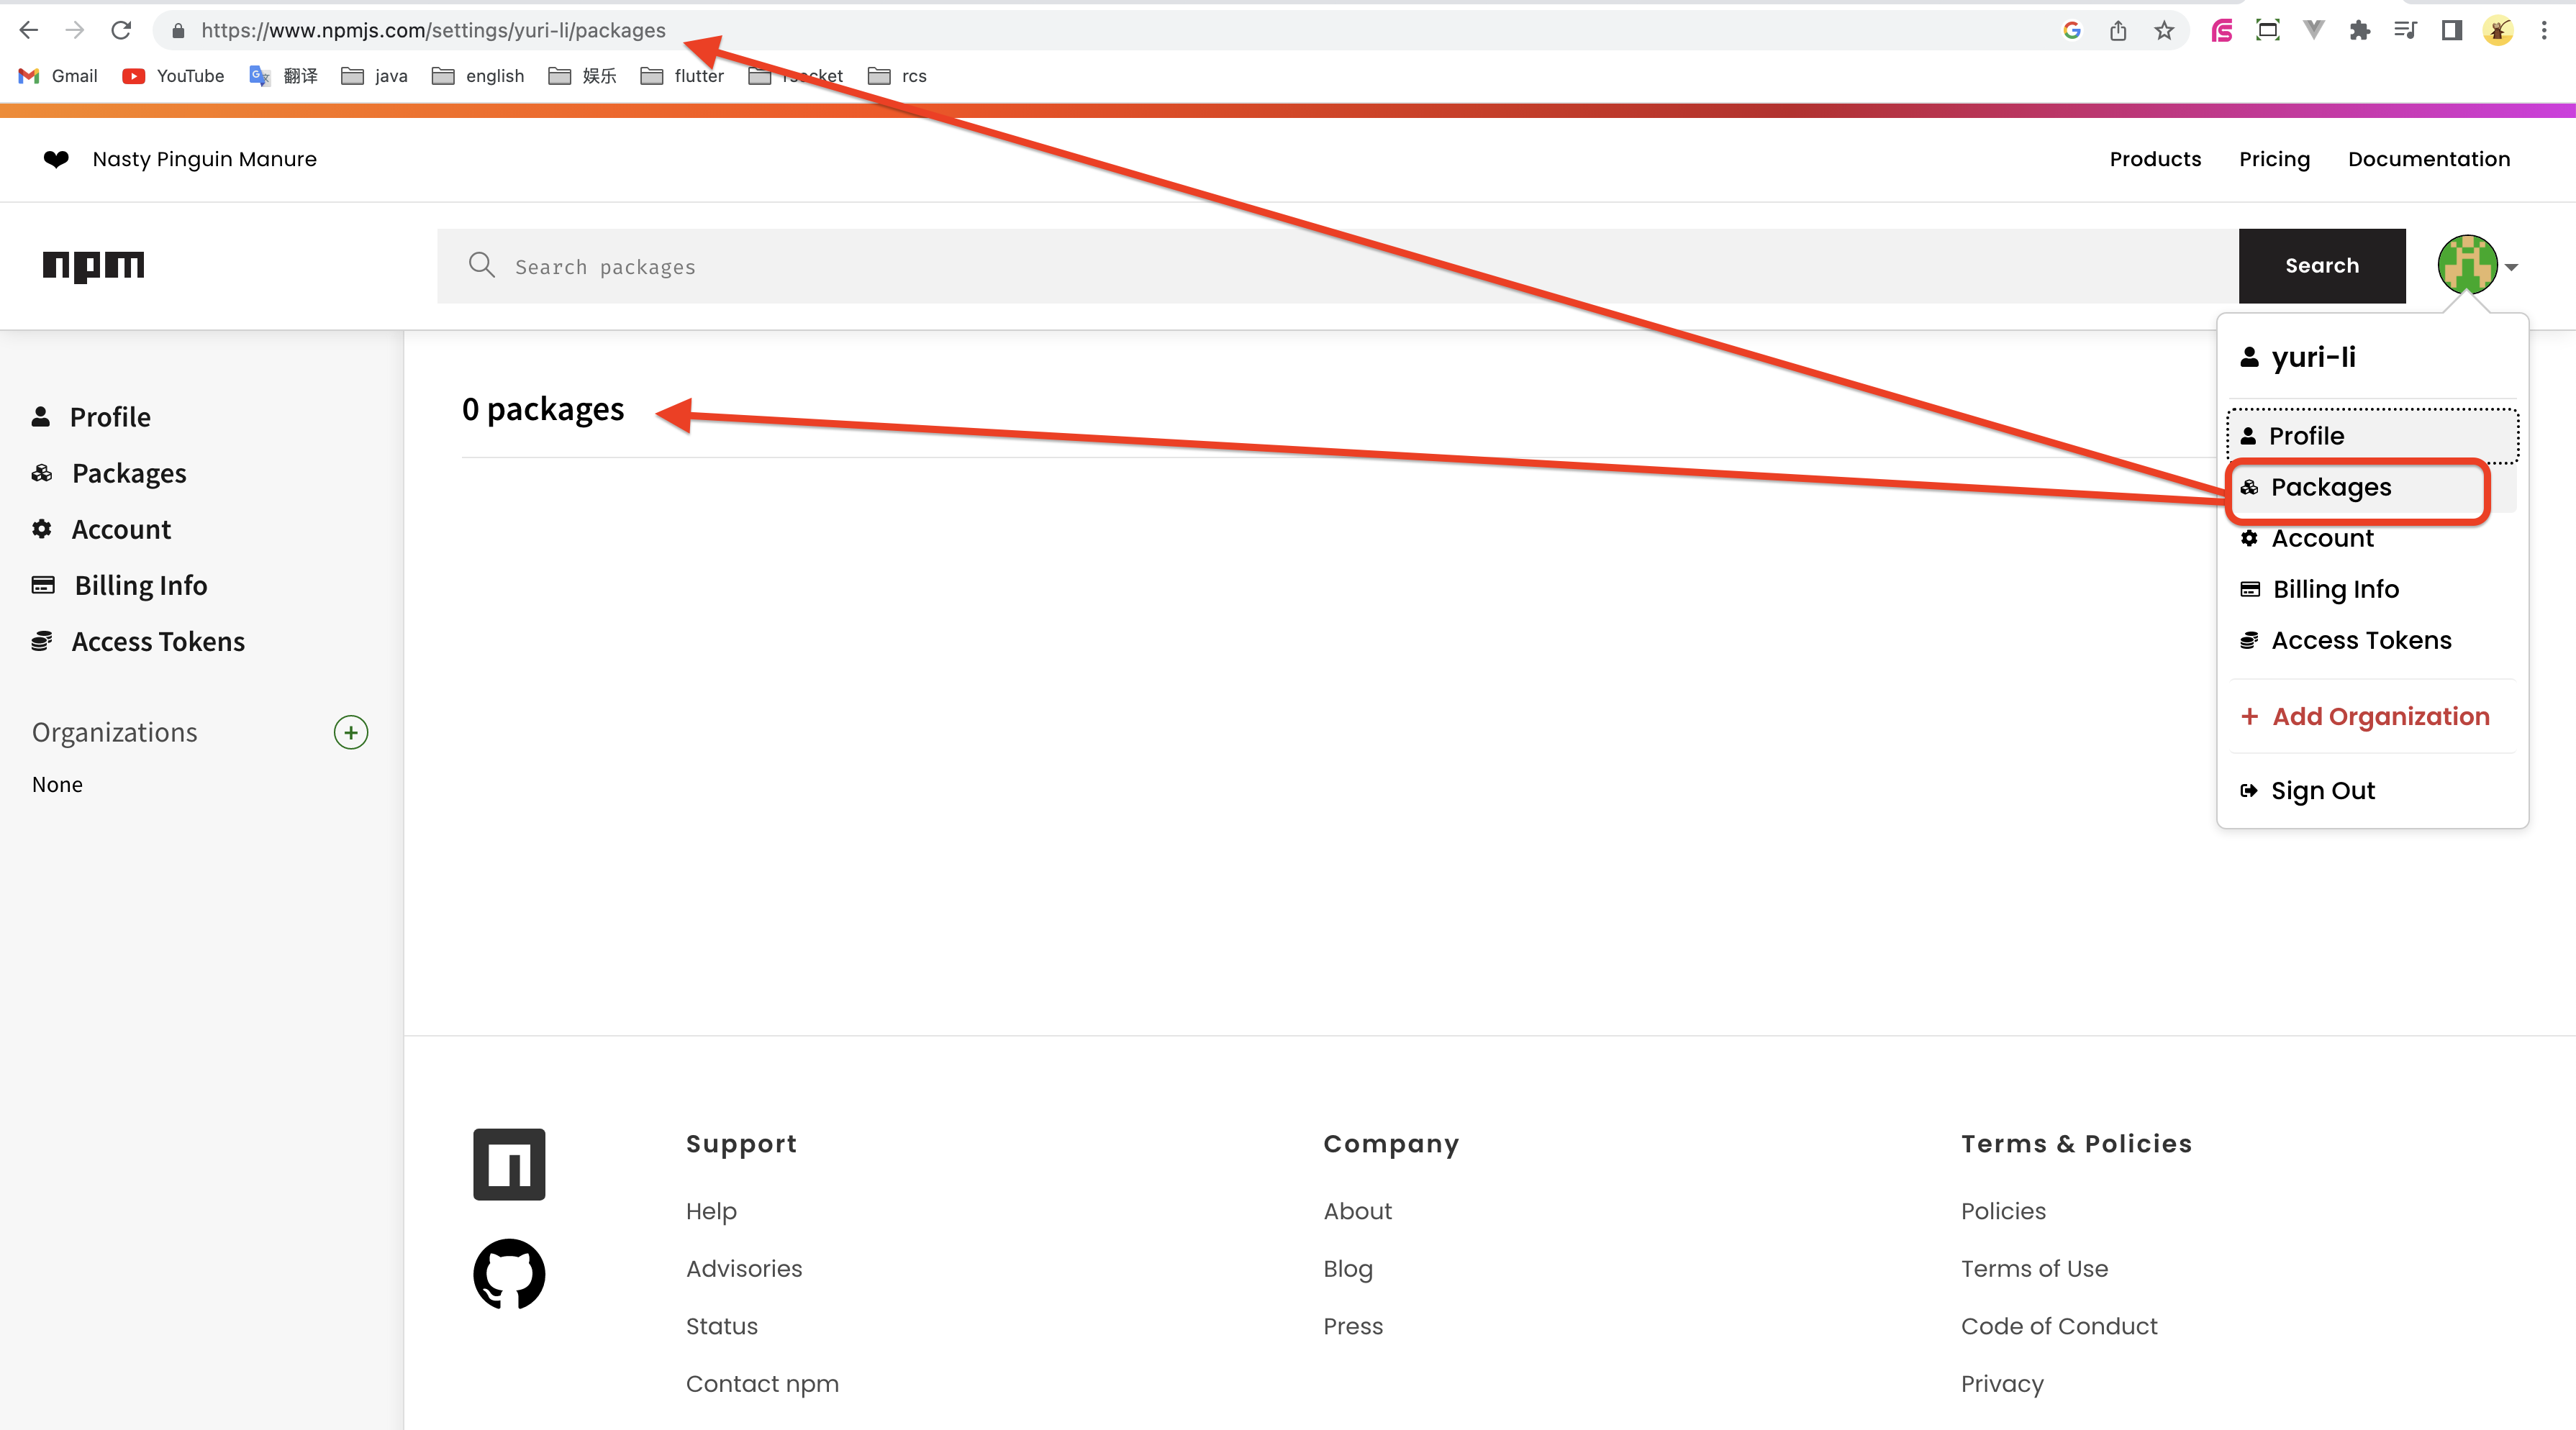 https://www.npmjs.com/settings/yuri-li/packages
Gmail YouTube 翻译 java english 娱乐 flutter rsocket rcs
Nasty Pinguin Manure
Products Pricing Documentation
npm
Search packages
Search
yuri-li
Profile
Packages
Account
Billing Info
Access Tokens
Add Organization
Sign Out
Profile
Packages
Account
Billing Info
Access Tokens
Organizations
None
0 packages
Support
Help
Advisories
Status
Contact npm
Company
About
Blog
Press
Terms & Policies
Policies
Terms of Use
Code of Conduct
Privacy